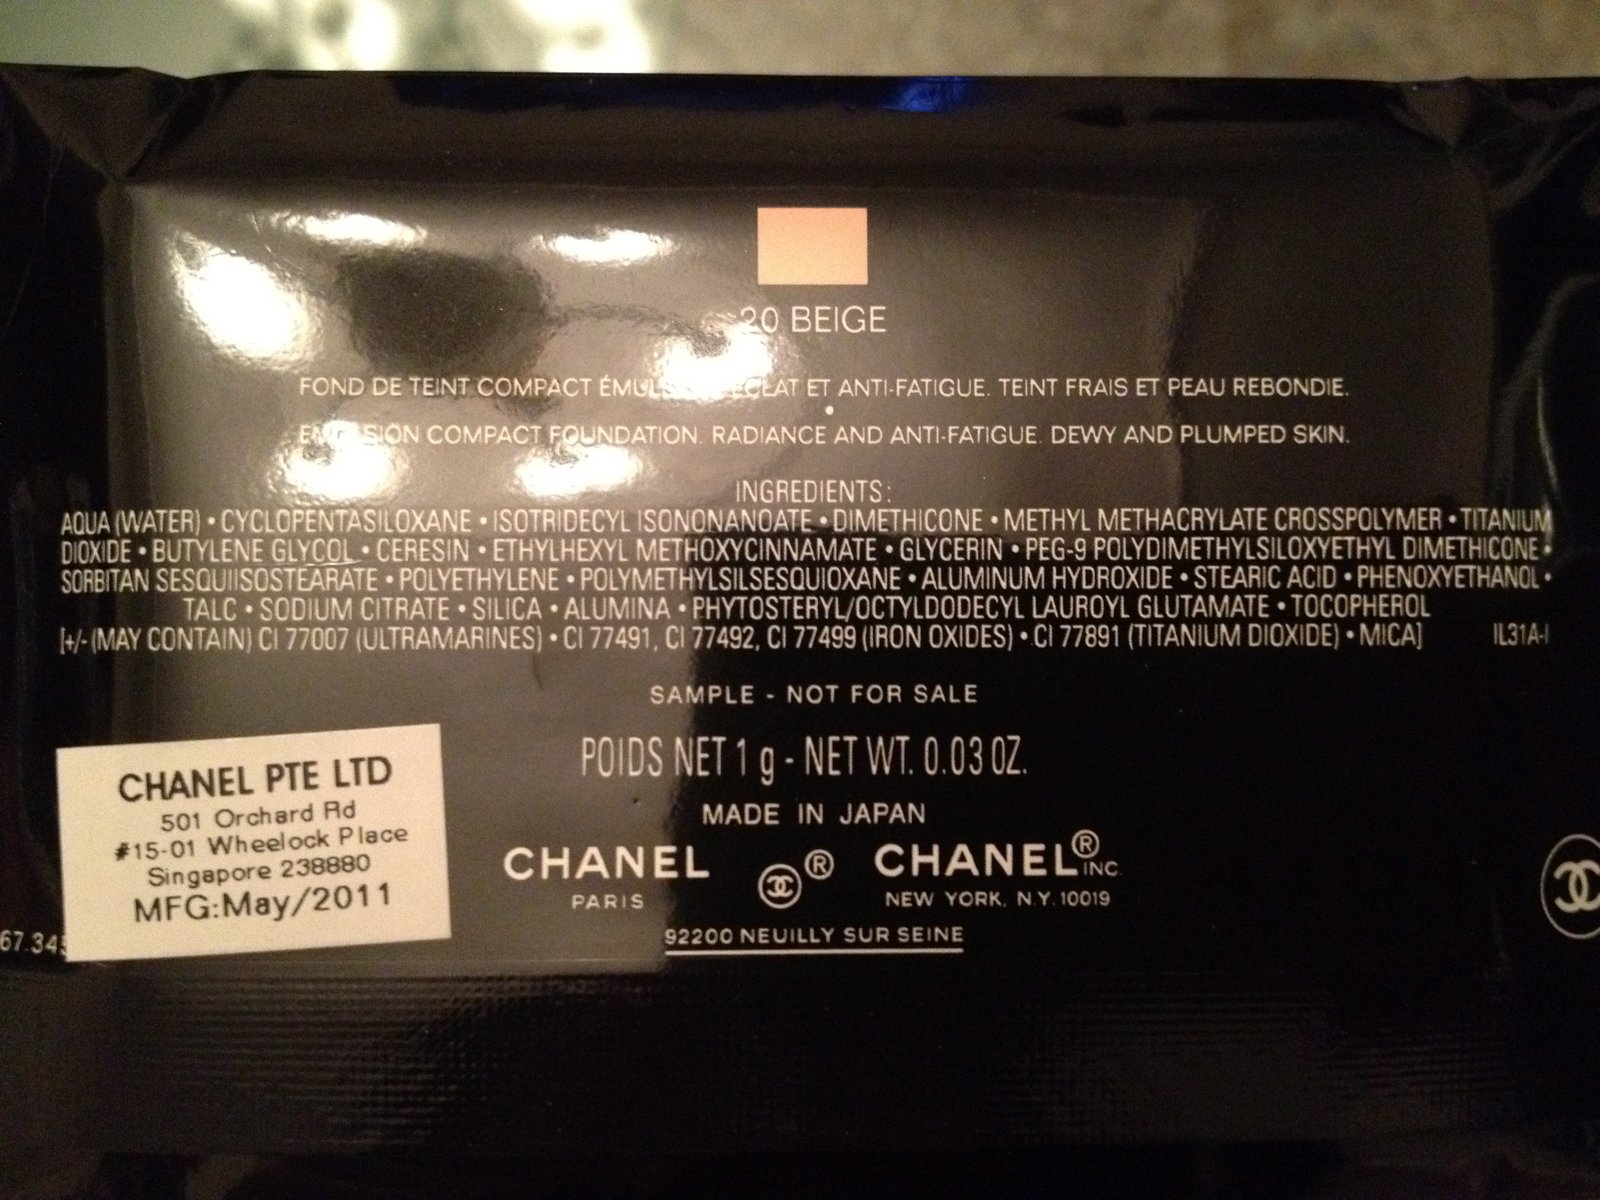 20 BEIGE
FOND DE TEINT COMPACT ET ANTI-FATIGUE. TEINT FRAIS ET PEAU REBONDIE.
COMPACT FOUNDATION. RADIANCE AND ANTI-FATIGUE. DEWY AND PLUMPED SKIN.
INGREDIENTS:
AQUA (WATER) • CYCLOPENTASILOXANE • ISOTRIDECYL ISONONANOATE • DIMETHICONE • METHYL METHACRYLATE CROSSPOLYMER • TITANIUM
DIOXIDE • BUTYLENE GLYCOL • CERESIN • ETHYLHEXYL METHOXYCINNAMATE • GLYCERIN • PEG-9 POLYDIMETHYLSILOXYETHYL DIMETHICONE •
SORBITAN SESQUIISOSTEARATE • POLYETHYLENE • POLYMETHYLSILSESQUIOXANE • ALUMINUM HYDROXIDE • STEARIC ACID • PHENOXYETHANOL •
TALC • SODIUM CITRATE • SILICA • ALUMINA • PHYTOSTERYL/OCTYLDODECYL LAUROYL GLUTAMATE • TOCOPHEROL
[+/- (MAY CONTAIN) CI 77007 (ULTRAMARINES) • CI 77491, CI 77492, CI 77499 (IRON OXIDES) • CI 77891 (TITANIUM DIOXIDE) • MICA] IL31A-I
SAMPLE - NOT FOR SALE
POIDS NET 1 g - NET WT. 0.03 OZ.
MADE IN JAPAN
CHANEL ® CHANEL® INC.
PARIS NEW YORK, N.Y. 10019
92200 NEUILLY SUR SEINE
CHANEL PTE LTD
501 Orchard Rd
#15-01 Wheelock Place
Singapore 238880
MFG:May/2011